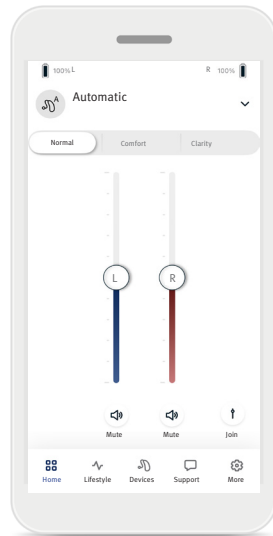 100% L R 100%
A
Automatic
Normal Comfort Clarity
L R
Mute Mute Join
Home Lifestyle Devices Support More